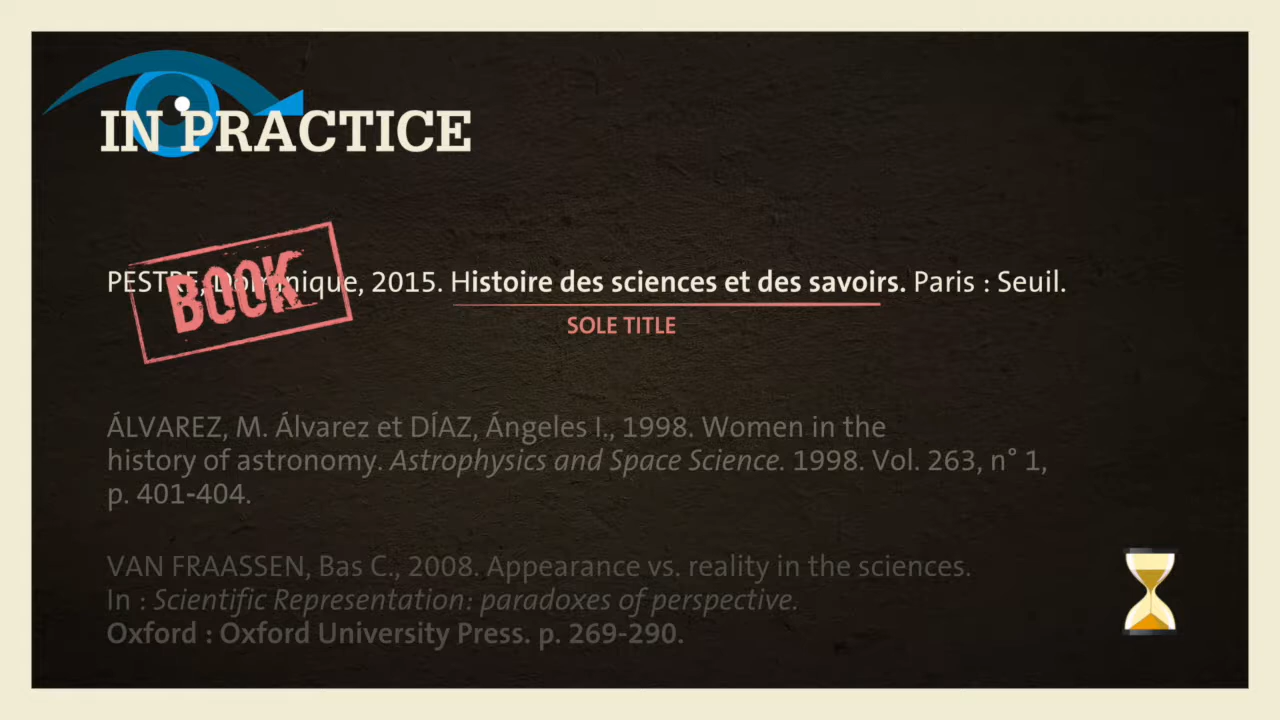 IN PRACTICE
PESTRE, Dominique, 2015. Histoire des sciences et des savoirs. Paris : Seuil.
BOOK
SOLE TITLE
ÁLVAREZ, M. Álvarez et DÍAZ, Ángeles I., 1998. Women in the
history of astronomy. Astrophysics and Space Science. 1998. Vol. 263, n° 1,
p. 401-404.
VAN FRAASSEN, Bas C., 2008. Appearance vs. reality in the sciences.
In : Scientific Representation: paradoxes of perspective.
Oxford : Oxford University Press. p. 269-290.